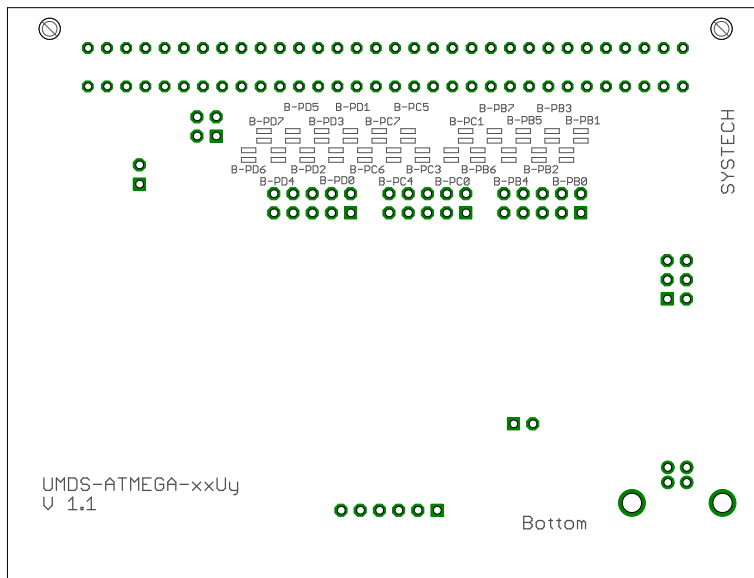 B-PD5 B-PD1 B-PC5 B-PB7 B-PB3
B-PD7 B-PD3 B-PC7 B-PC1 B-PB5 B-PB1
B-PD6 B-PD2 B-PC6 B-PC3 B-PB6 B-PB2
B-PD4 B-PD0 B-PC4 B-PC0 B-PB4 B-PB0
SYSTECH
UMDS-ATMEGA-xxUy
V 1.1
Bottom